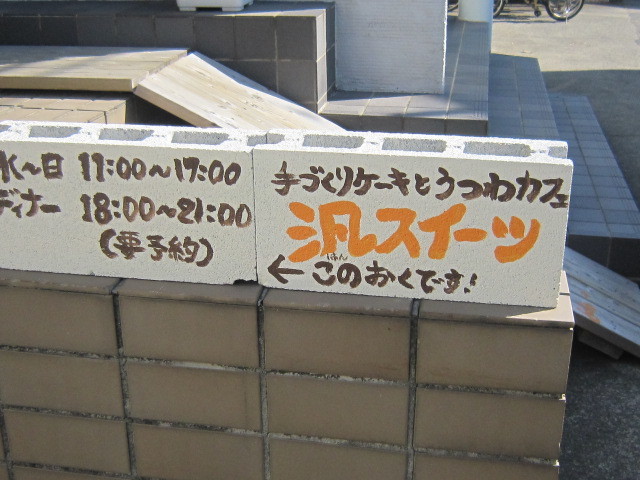 水〜日 11:00〜17:00
ディナー 18:00〜21:00
(要予約)
手づくりケーキとうつわカフェ
汎スイーツ
はん
←このおくです!